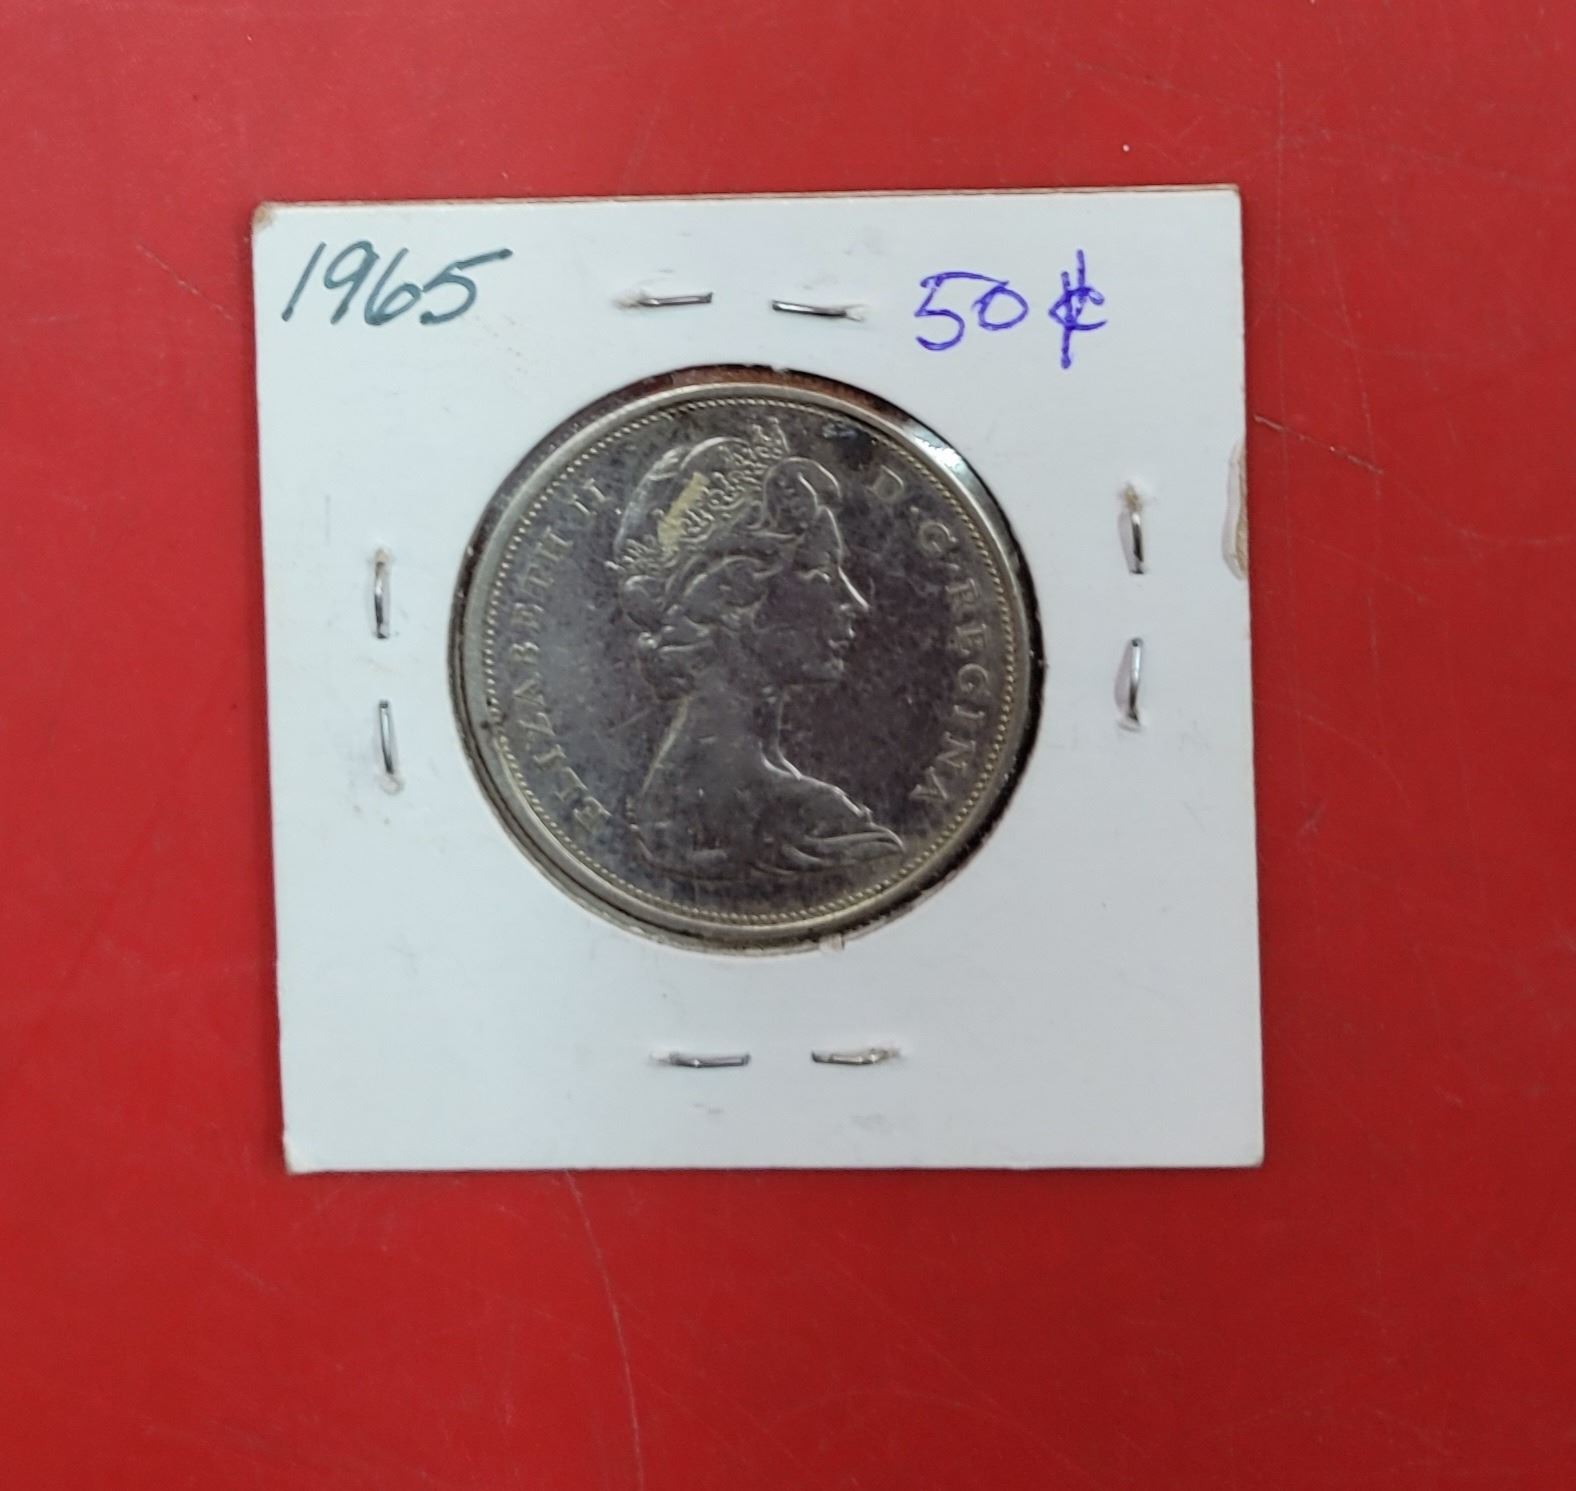 1965 50¢
ELIZABETH II D·G·REGINA